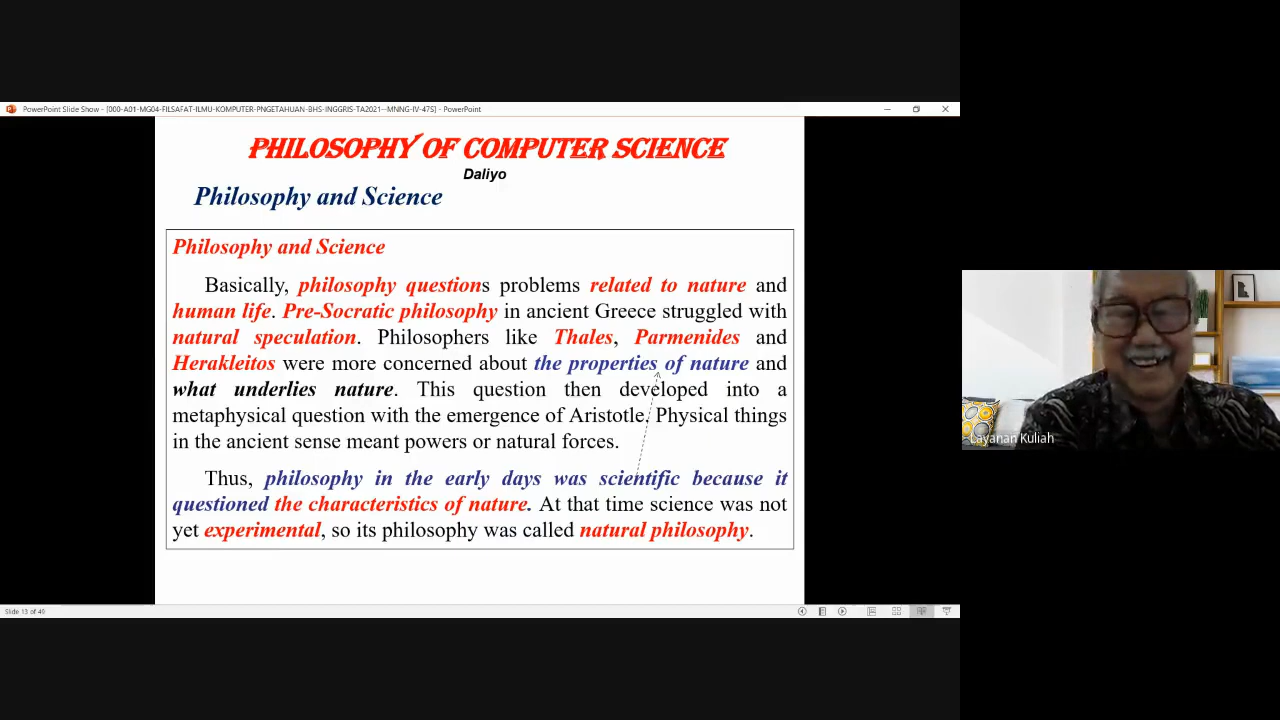 PowerPoint Slide Show - [000-A01-MG04-FILSAFAT-ILMU-KOMPUTER-PNGETAHUAN-BHS-INGGRIS-TA2021--MNNG-IV-47S] - PowerPoint
PHILOSOPHY OF COMPUTER SCIENCE
Daliyo
Philosophy and Science
Philosophy and Science
Basically, philosophy questions problems related to nature and
human life. Pre-Socratic philosophy in ancient Greece struggled with
natural speculation. Philosophers like Thales, Parmenides and
Herakleitos were more concerned about the properties of nature and
what underlies nature. This question then developed into a
metaphysical question with the emergence of Aristotle. Physical things
in the ancient sense meant powers or natural forces.
Thus, philosophy in the early days was scientific because it
questioned the characteristics of nature. At that time science was not
yet experimental, so its philosophy was called natural philosophy.
Slide 13 of 49
Layanan Kuliah